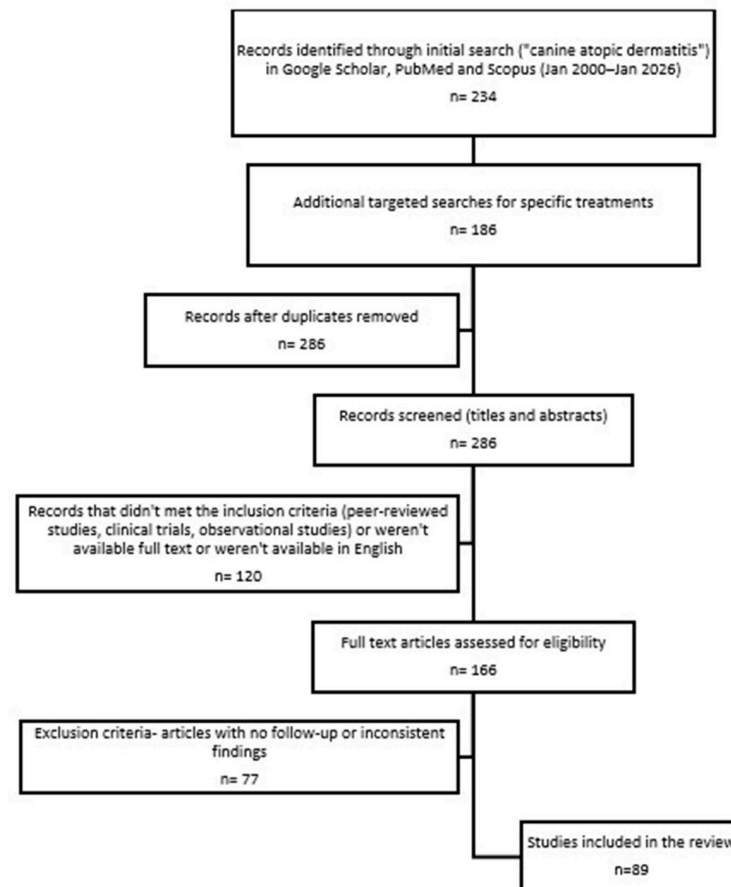 Records identified through initial search ("canine atopic dermatitis")
in Google Scholar, PubMed and Scopus (Jan 2000–Jan 2026)
n= 234
Additional targeted searches for specific treatments
n= 186
Records after duplicates removed
n= 286
Records screened (titles and abstracts)
n= 286
Records that didn't met the inclusion criteria (peer-reviewed
studies, clinical trials, observational studies) or weren't
available full text or weren't available in English
n= 120
Full text articles assessed for eligibility
n= 166
Exclusion criteria- articles with no follow-up or inconsistent
findings
n= 77
Studies included in the review
n=89